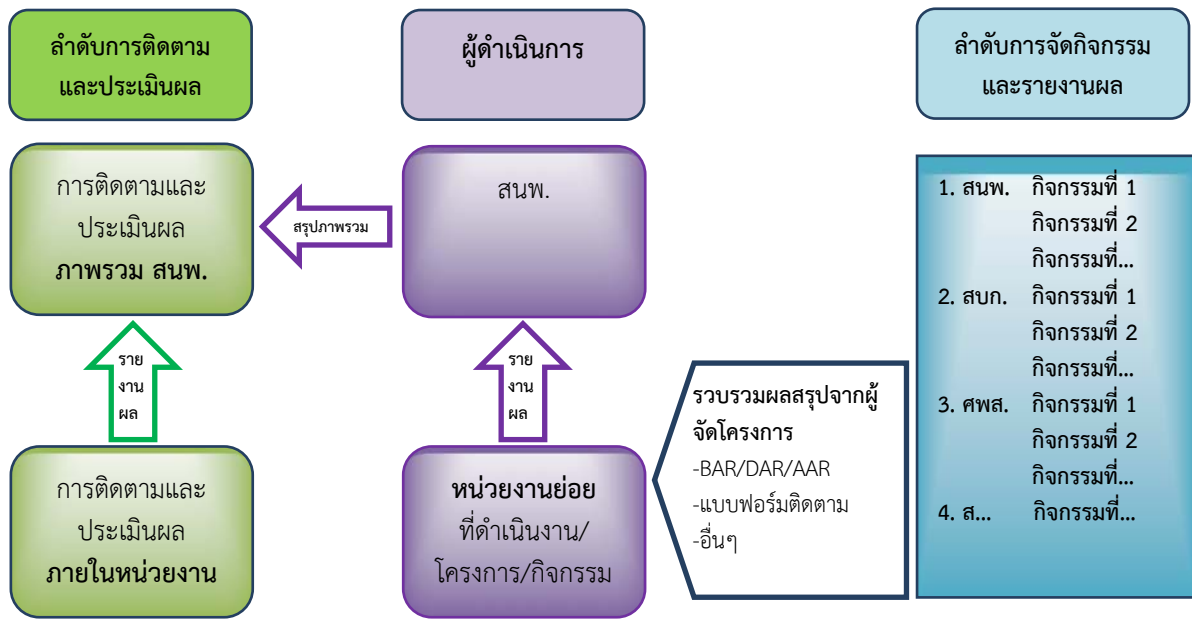 ลำดับการติดตาม
และประเมินผล
ผู้ดำเนินการ
ลำดับการจัดกิจกรรม
และรายงานผล
การติดตามและ
ประเมินผล
ภาพรวม สนพ.
สรุปภาพรวม
สนพ.
ราย
งาน
ผล
ราย
งาน
ผล
การติดตามและ
ประเมินผล
ภายในหน่วยงาน
หน่วยงานย่อย
ที่ดำเนินงาน/
โครงการ/กิจกรรม
รวบรวมผลสรุปจากผู้
จัดโครงการ
-BAR/DAR/AAR
-แบบฟอร์มติดตาม
-อื่นๆ
1. สนพ. กิจกรรมที่ 1
กิจกรรมที่ 2
กิจกรรมที่...
2. สบก. กิจกรรมที่ 1
กิจกรรมที่ 2
กิจกรรมที่...
3. ศพส. กิจกรรมที่ 1
กิจกรรมที่ 2
กิจกรรมที่...
4. ส... กิจกรรมที่...